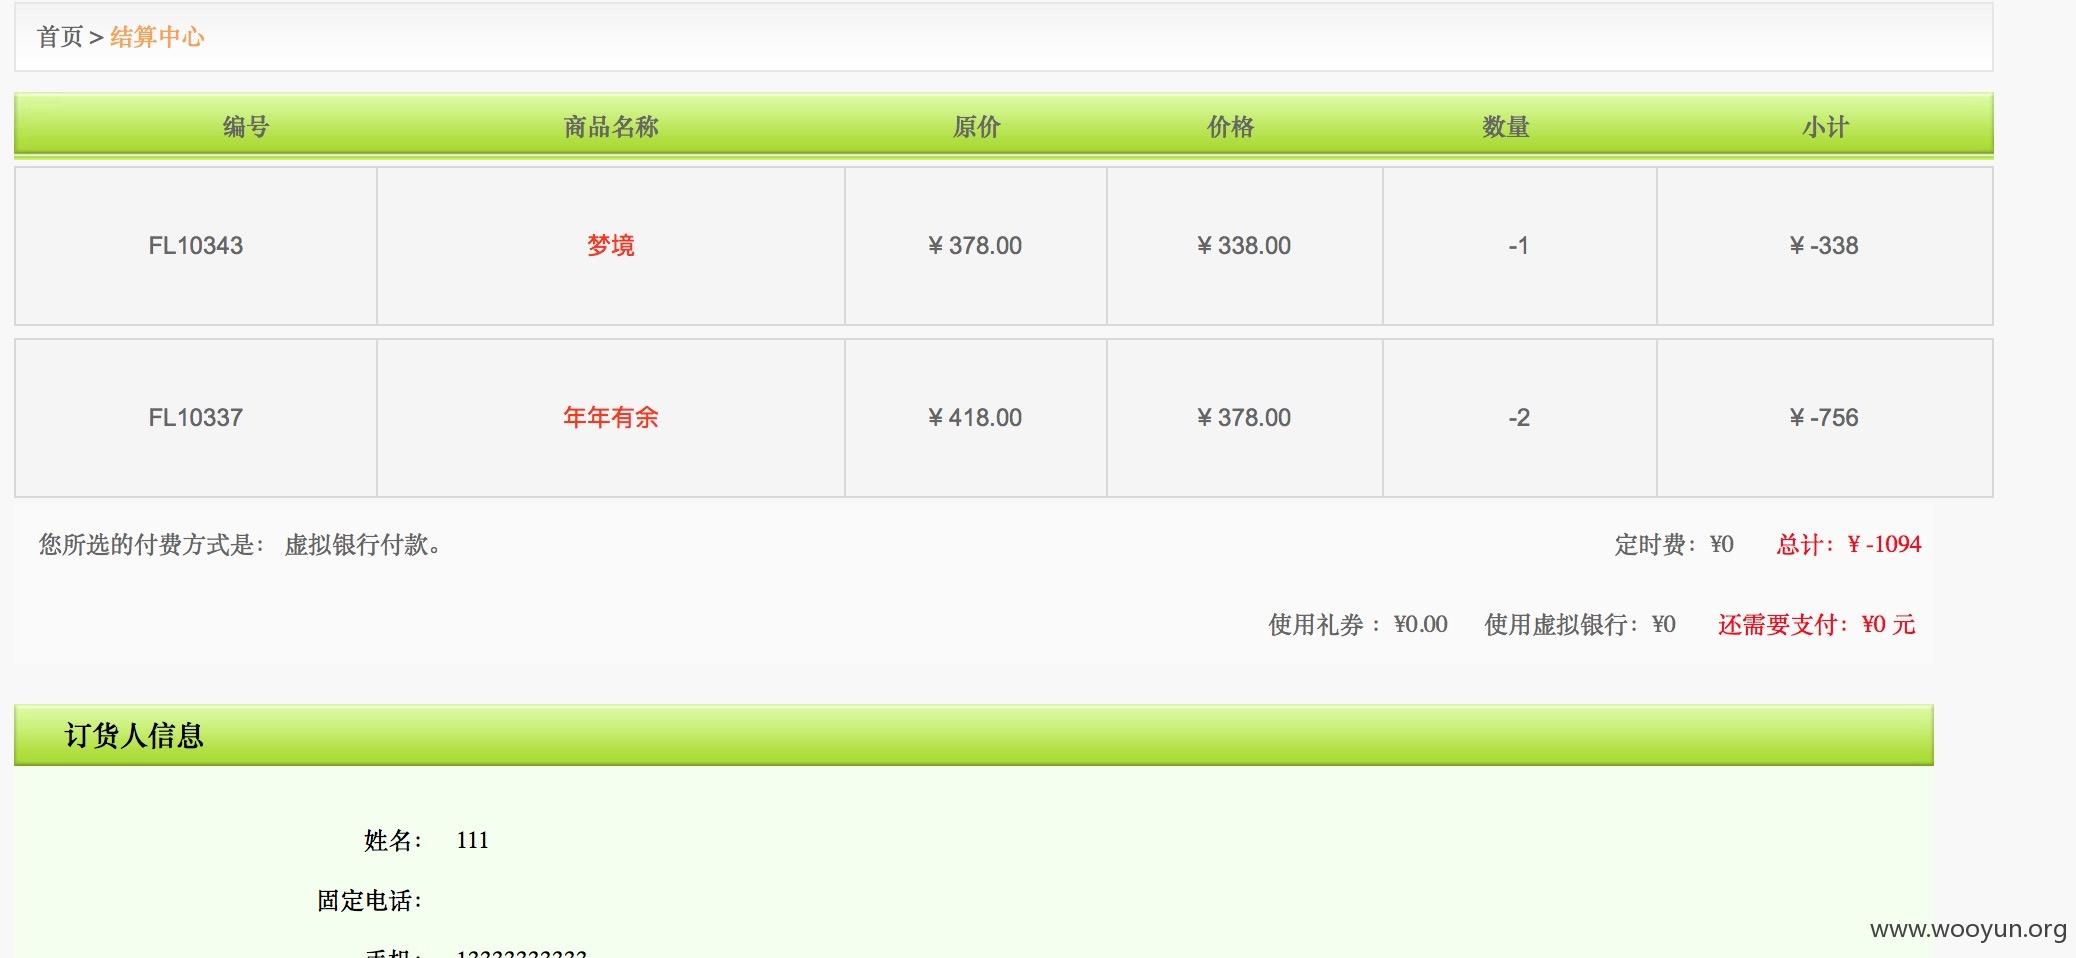 首页 > 结算中心
编号 商品名称 原价 价格 数量 小计
FL10343 梦境 ¥ 378.00 ¥ 338.00 -1 ¥ -338
FL10337 年年有余 ¥ 418.00 ¥ 378.00 -2 ¥ -756
您所选的付费方式是： 虚拟银行付款。 定时费：¥0 总计：¥ -1094
使用礼券 ：¥0.00 使用虚拟银行：¥0 还需要支付：¥0 元
订货人信息
姓名： 111
固定电话：
www.wooyun.org